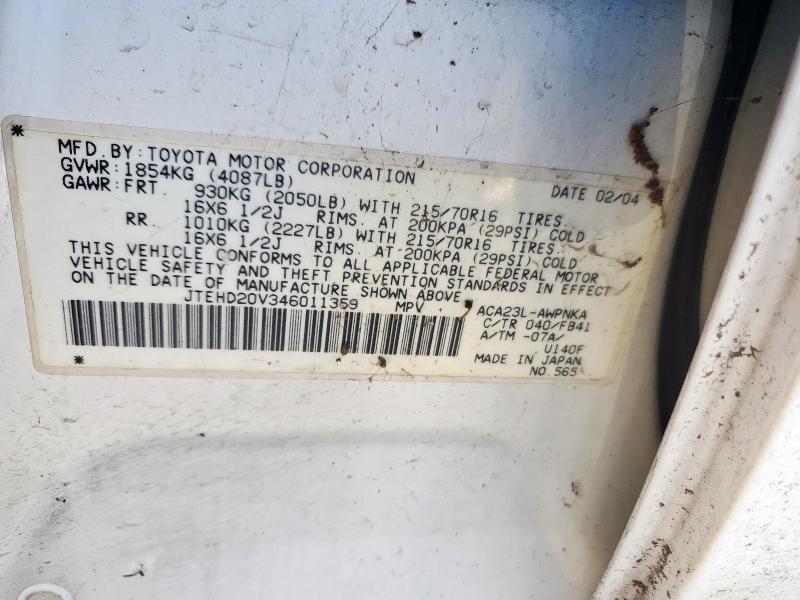 MFD. BY: TOYOTA MOTOR CORPORATION
GVWR: 1854KG (4087LB) DATE 02/04
GAWR: FRT. 930KG (2050LB) WITH 215/70R16 TIRES.
16X6 1/2J RIMS. AT 200KPA (29PSI) COLD
RR. 1010KG (2227LB) WITH 215/70R16 TIRES.
16X6 1/2J RIMS. AT 200KPA (29PSI) COLD
THIS VEHICLE CONFORMS TO ALL APPLICABLE FEDERAL MOTOR
VEHICLE SAFETY AND THEFT PREVENTION STANDARDS IN EFFECT
ON THE DATE OF MANUFACTURE SHOWN ABOVE.
JTEHD20V346011359 MPV
ACA23L-AWPNKA
C/TR 040/FB41
A/TM -07A/
U140F
MADE IN JAPAN
NO.565